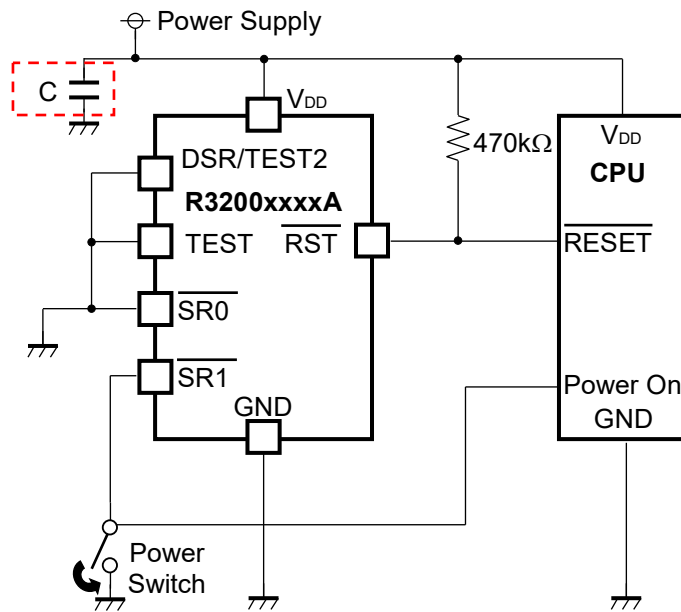 Power Supply
C
VDD
DSR/TEST2
R3200xxxxA
TEST
RST
SR0
SR1
GND
470kΩ
VDD
CPU
RESET
Power On
GND
Power
Switch